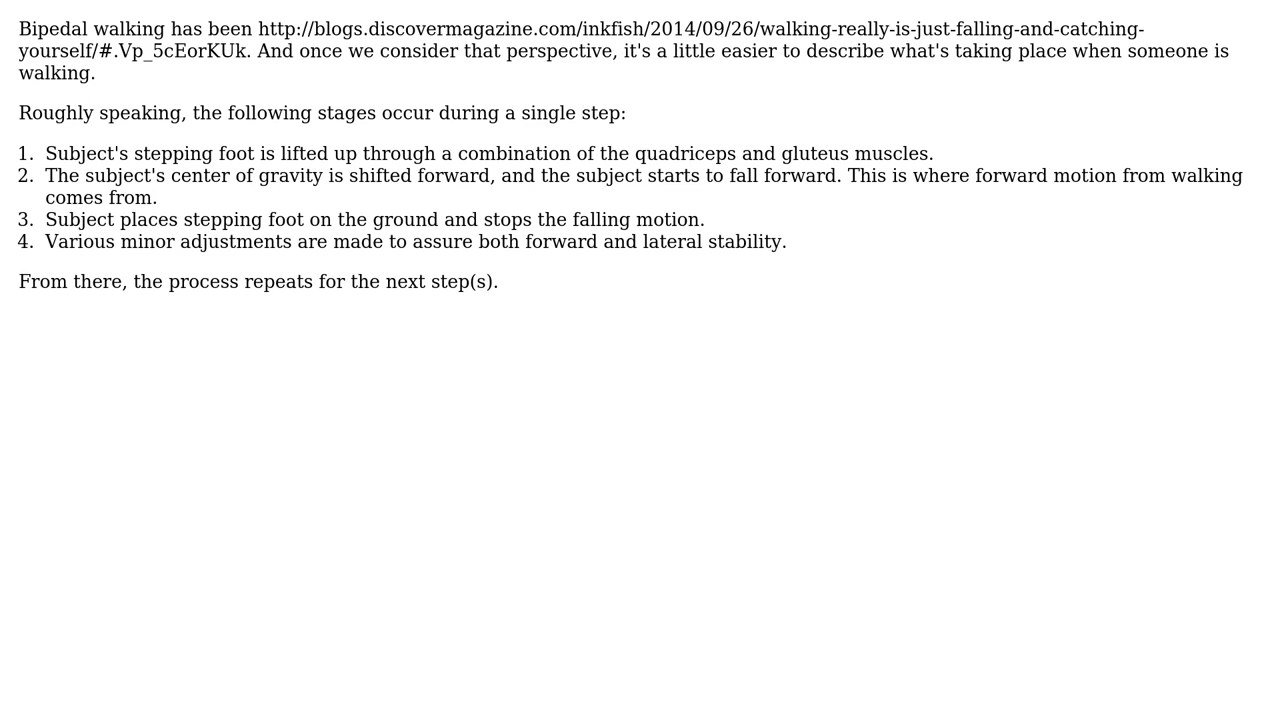 Bipedal walking has been http://blogs.discovermagazine.com/inkfish/2014/09/26/walking-really-is-just-falling-and-catching-
yourself/#.Vp_5cEorKUk. And once we consider that perspective, it's a little easier to describe what's taking place when someone is
walking.
Roughly speaking, the following stages occur during a single step:
1. Subject's stepping foot is lifted up through a combination of the quadriceps and gluteus muscles.
2. The subject's center of gravity is shifted forward, and the subject starts to fall forward. This is where forward motion from walking
comes from.
3. Subject places stepping foot on the ground and stops the falling motion.
4. Various minor adjustments are made to assure both forward and lateral stability.
From there, the process repeats for the next step(s).